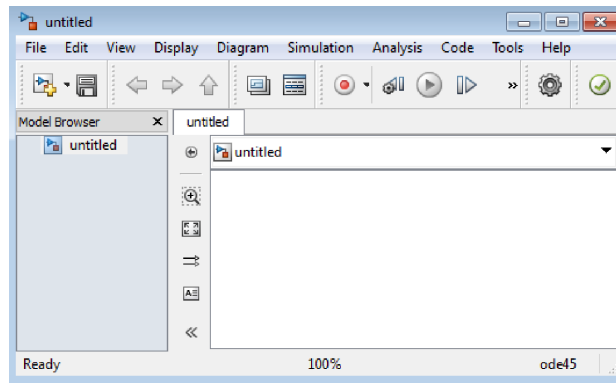 untitled
File Edit View Display Diagram Simulation Analysis Code Tools Help
»
Model Browser x untitled
untitled
untitled
A
Ready 100% ode45